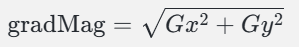 gradMag = √(Gx² + Gy²)